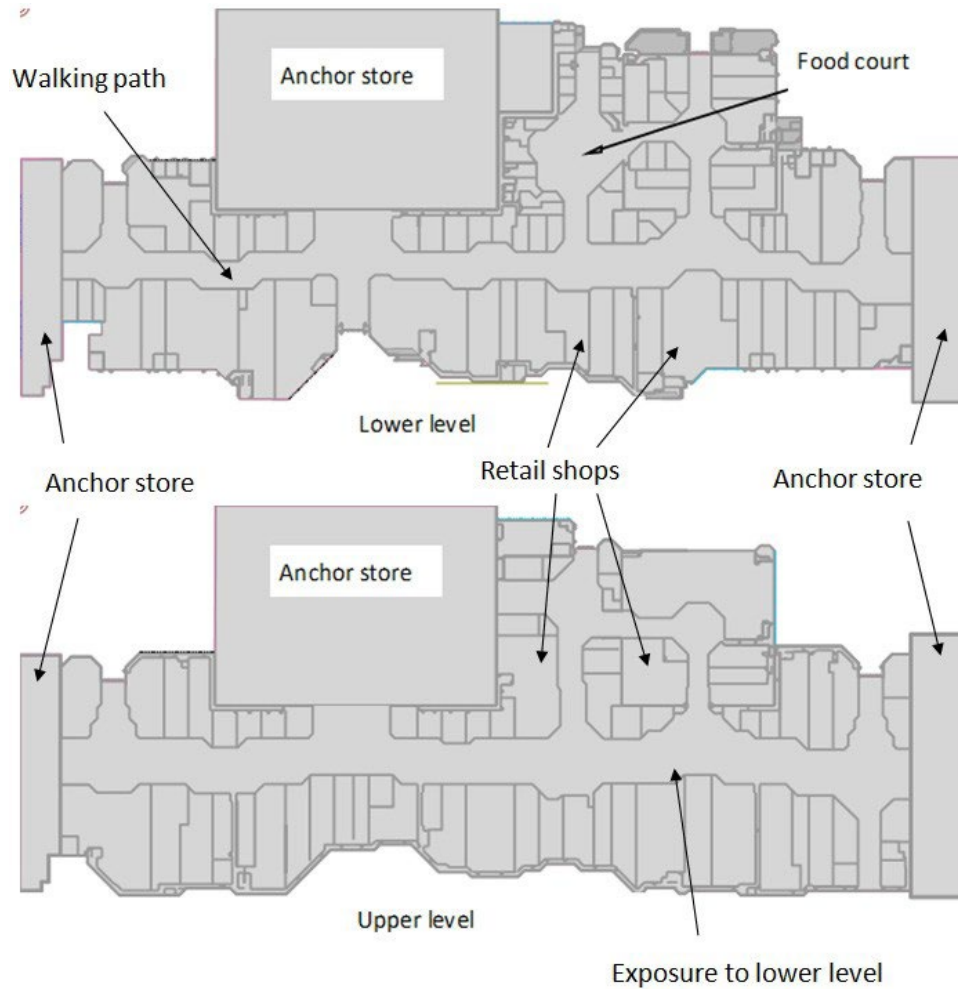 Anchor store
Food court
Walking path
Lower level
Anchor store
Retail shops
Anchor store
Anchor store
Upper level
Exposure to lower level